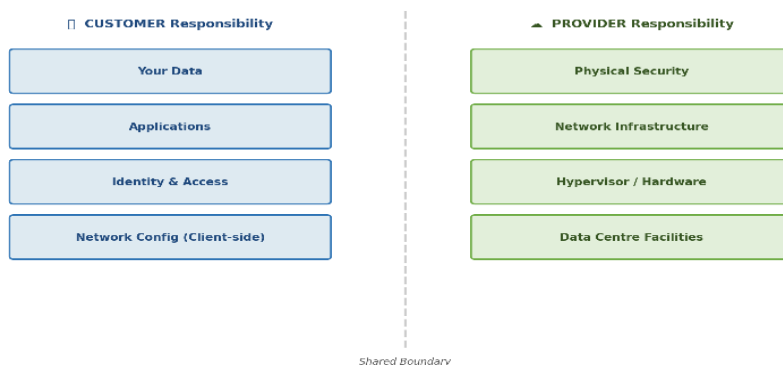 CUSTOMER Responsibility
Your Data
Applications
Identity & Access
Network Config (Client-side)
☁ PROVIDER Responsibility
Physical Security
Network Infrastructure
Hypervisor / Hardware
Data Centre Facilities
Shared Boundary